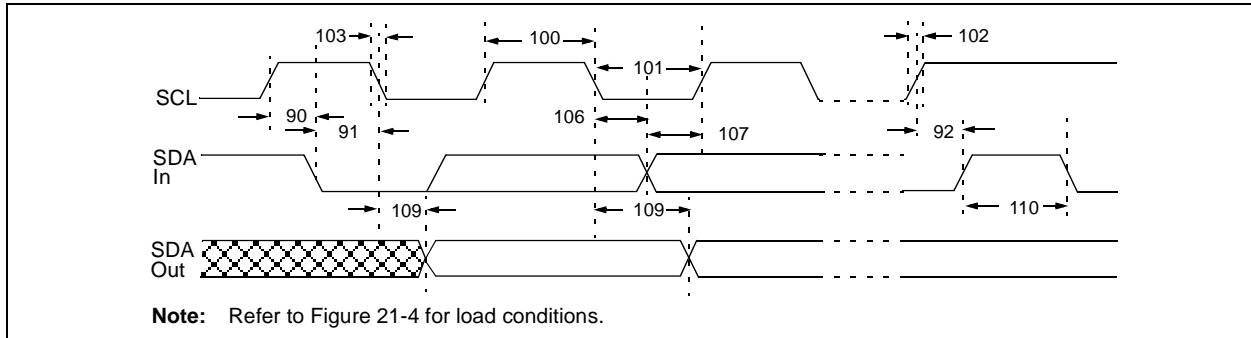 103
100
102
101
SCL
90
106
91
107
92
SDA
In
109
109
110
SDA
Out
Note: Refer to Figure 21-4 for load conditions.